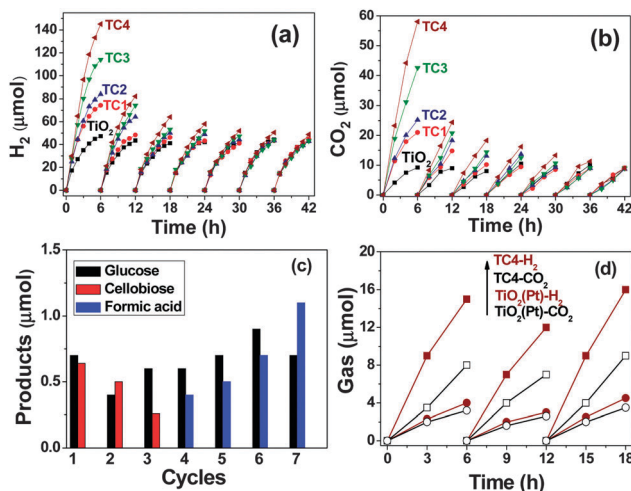 (a)
H2 (μmol)
140
120
100
80
60
40
20
0
TC4
TC3
TC2
TC1
TiO2
0 6 12 18 24 30 36 42
Time (h)
(b)
CO2 (μmol)
60
50
40
30
20
10
0
TC4
TC3
TC2
TC1
TiO2
0 6 12 18 24 30 36 42
Time (h)
(c)
Products (μmol)
1.5
1.0
0.5
0.0
Glucose
Cellobiose
Formic acid
1 2 3 4 5 6 7
Cycles
(d)
Gas (μmol)
20
16
12
8
4
0
TC4-H2
TC4-CO2
TiO2(Pt)-H2
TiO2(Pt)-CO2
0 3 6 9 12 15 18
Time (h)